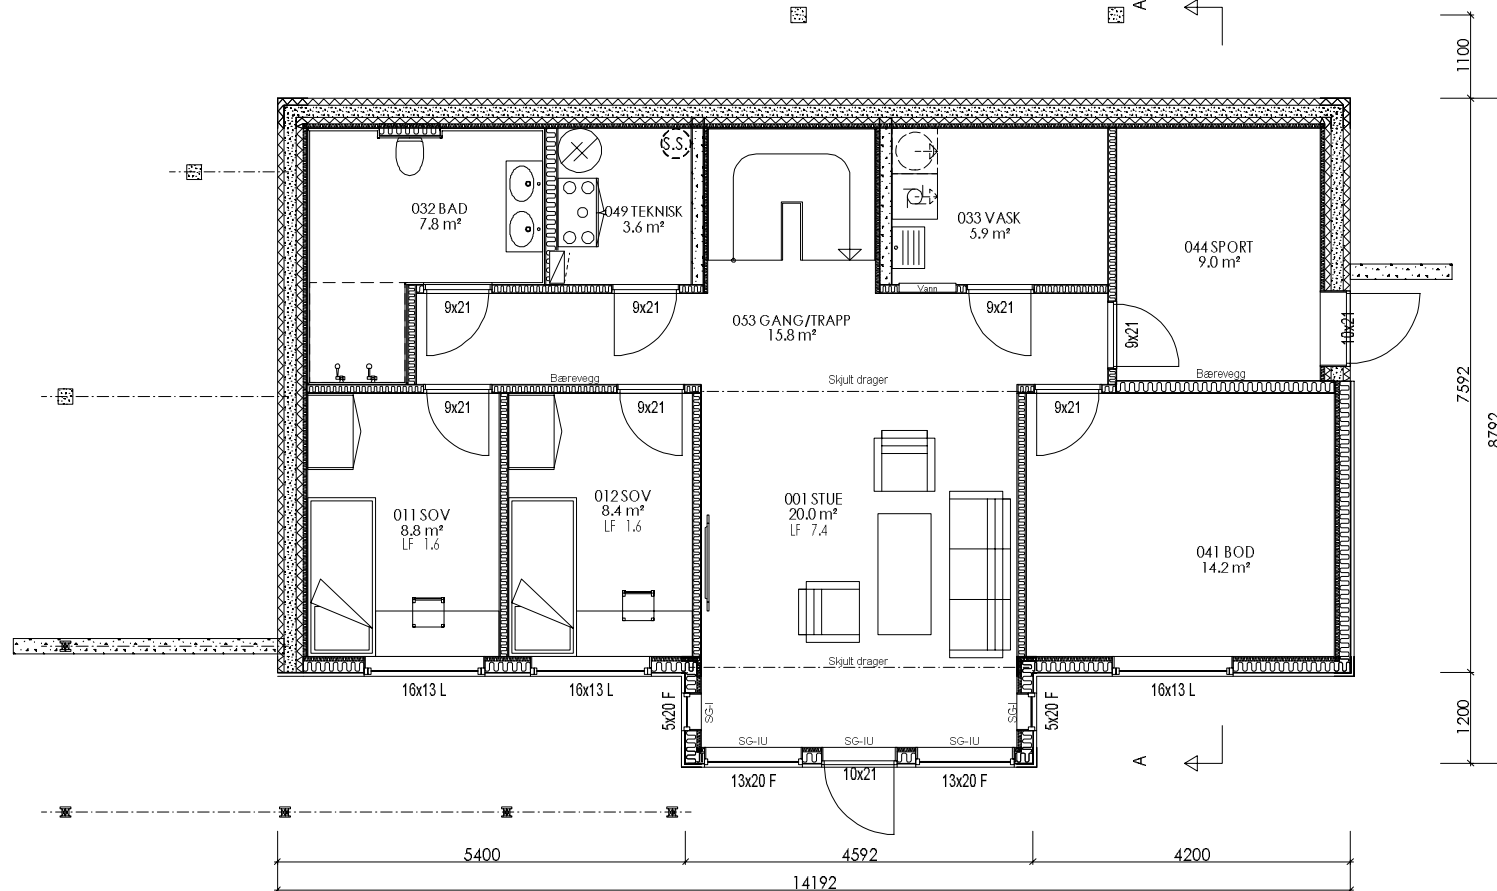 A
1100
S.S.
032 BAD
7.8 m²
049 TEKNISK
3.6 m²
033 VASK
5.9 m²
044 SPORT
9.0 m²
Vann
9x21
9x21
053 GANG/TRAPP
15.8 m²
9x21
9x21
10x21
Bærevegg
Skjult drager
Bærevegg
9x21
9x21
9x21
7592
8792
011 SOV
8.8 m²
LF 1.6
012 SOV
8.4 m²
LF 1.6
001 STUE
20.0 m²
LF 7.4
041 BOD
14.2 m²
Skjult drager
16x13 L
16x13 L
16x13 L
5x20 F
SG-I
SG-I
5x20 F
1200
SG-IU
SG-IU
SG-IU
13x20 F
10x21
13x20 F
A
5400
4592
4200
14192